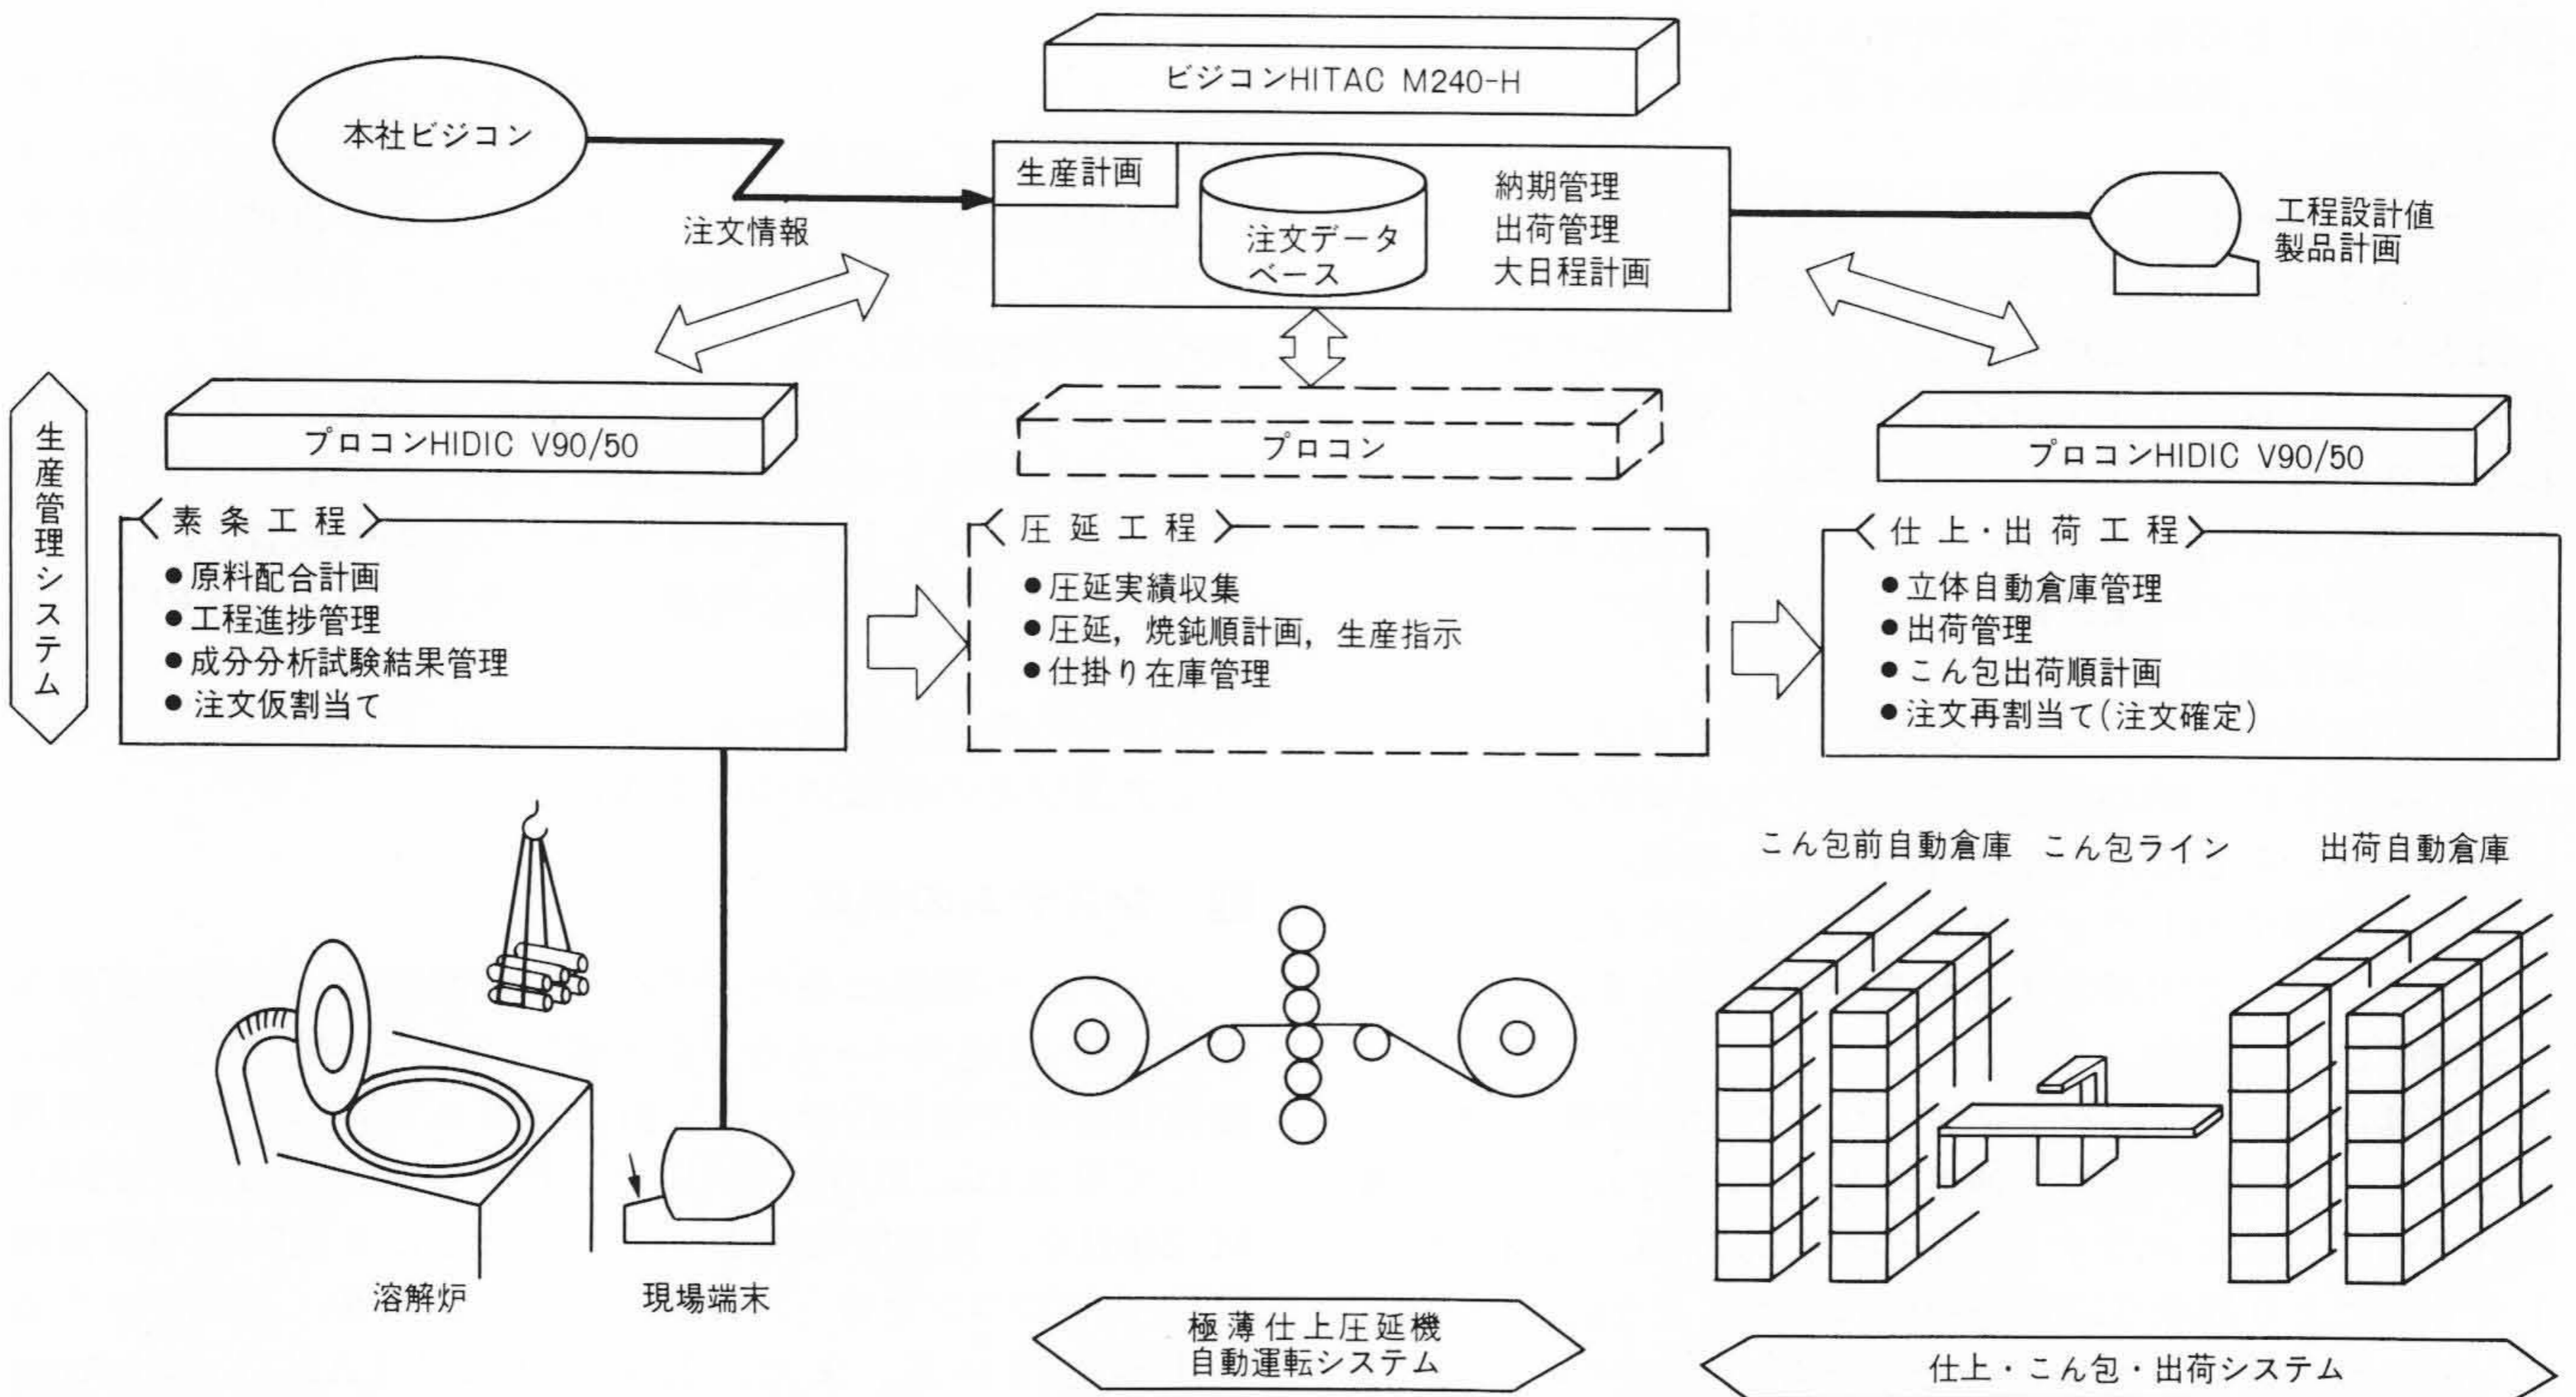 ビジコンHITAC M240-H
本社ビジコン
注文情報
生産計画
注文データ
ベース
納期管理
出荷管理
大日程計画
工程設計値
製品計画
生産管理システム
プロコンHIDIC V90/50
プロコン
プロコンHIDIC V90/50
素条工程
●原料配合計画
●工程進捗管理
●成分分析試験結果管理
●注文仮割当て
圧延工程
●圧延実績収集
●圧延，焼鈍順計画，生産指示
●仕掛り在庫管理
仕上・出荷工程
●立体自動倉庫管理
●出荷管理
●こん包出荷順計画
●注文再割当て(注文確定)
こん包前自動倉庫
こん包ライン
出荷自動倉庫
溶解炉
現場端末
極薄仕上圧延機
自動運転システム
仕上・こん包・出荷システム